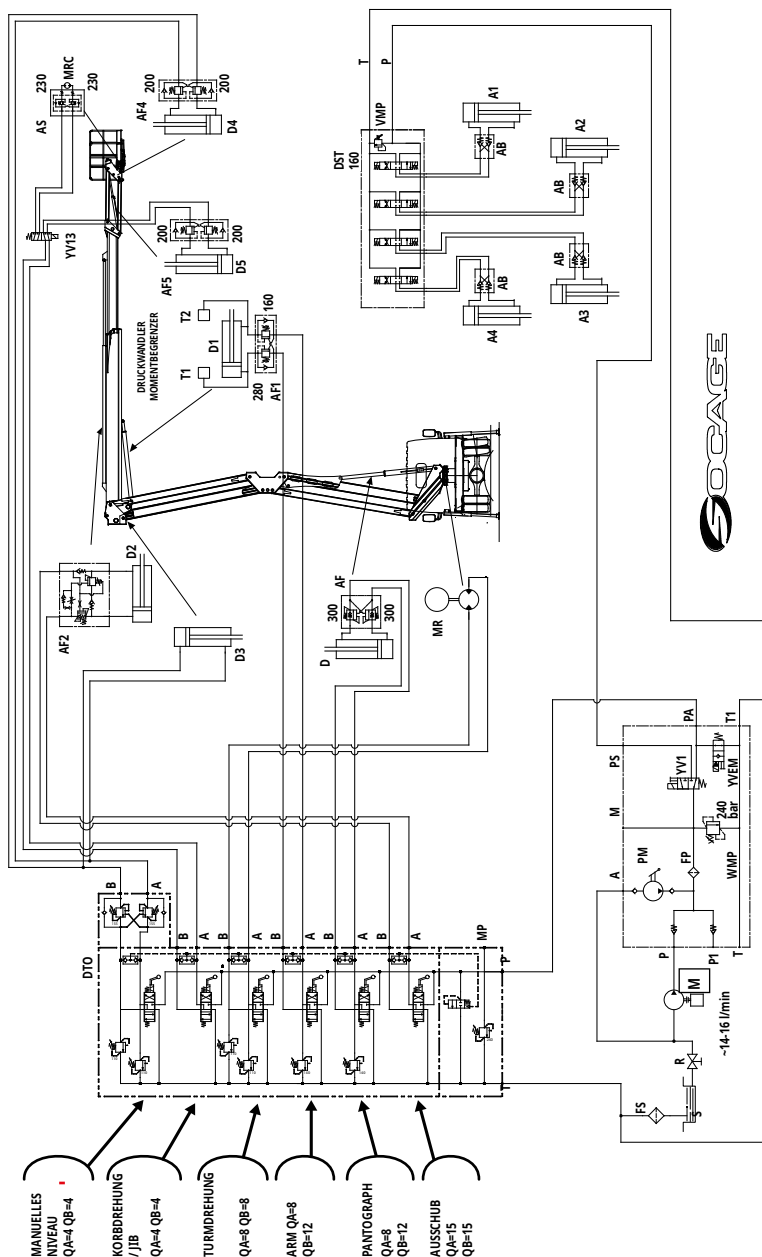 MANUELLES
NIVEAU
QA=4 QB=4
KORBDREHUNG
/ JIB
QA=4 QB=4
TURMDREHUNG
QA=8 QB=8
ARM QA=8
QB=12
PANTOGRAPH
QA=8
QB=12
AUSSCHUB
QA=15
QB=15
DTO
B
A
B
A
B
A
B
A
B
A
B
A
MP
P
T
AF2
D2
D3
D
AF
300
300
MR
AS
230
MRC
230
YV13
AF4
200
200
D4
AF5
200
200
D5
DRUCKWANDLER
MOMENTBEGRENZER
T1
T2
D1
280
160
AF1
T
P
DST
160
VMP
AB
A1
AB
A2
AB
A3
AB
A4
SOCAGE
FS
S
R
M
~14-16 l/min
P
P1
T
A
PM
FP
M
240
bar
WMP
PS
YV1
YVEM
PA
T1